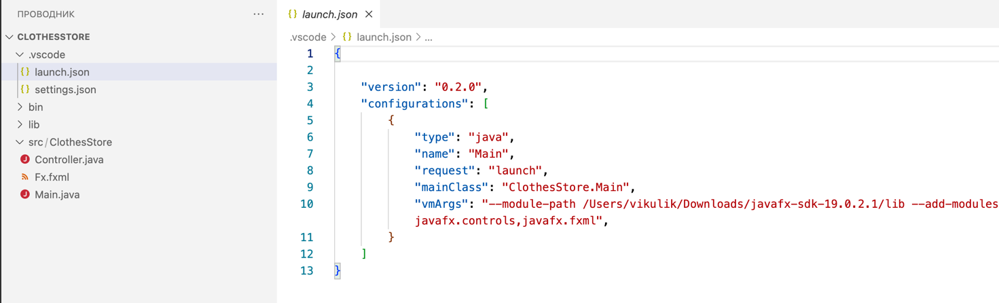 ПРОВОДНИК ...
CLOTHESSTORE
.vscode
{} launch.json
{} settings.json
bin
lib
src/ClothesStore
J Controller.java
Fx.fxml
J Main.java
{} launch.json ×
.vscode > {} launch.json > ...
1 {
2
3 "version": "0.2.0",
4 "configurations": [
5 {
6 "type": "java",
7 "name": "Main",
8 "request": "launch",
9 "mainClass": "ClothesStore.Main",
10 "vmArgs": "--module-path /Users/vikulik/Downloads/javafx-sdk-19.0.2.1/lib --add-modules
javafx.controls,javafx.fxml",
11 }
12 ]
13 }